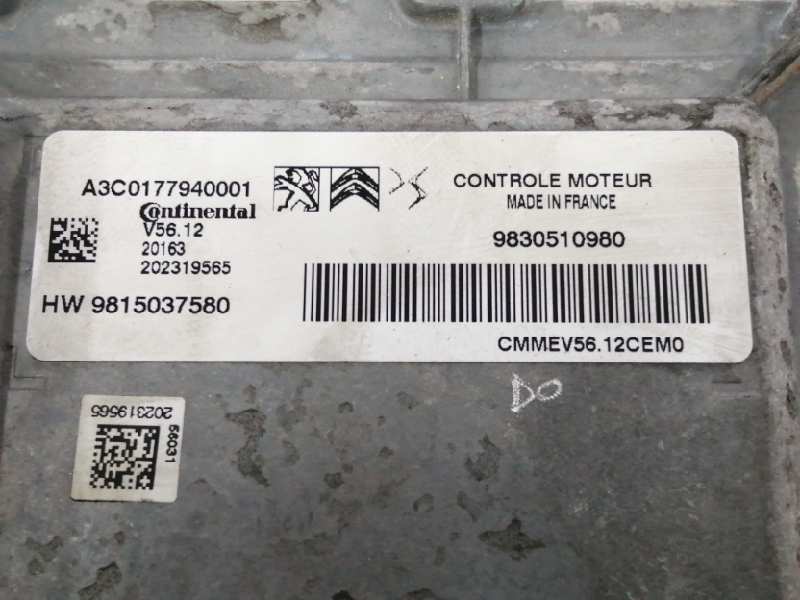 A3C0177940001
Continental
V56.12
20163
202319565
HW 9815037580
DS
CONTROLE MOTEUR
MADE IN FRANCE
9830510980
CMMEV56.12CEM0
202319565
56031
DO